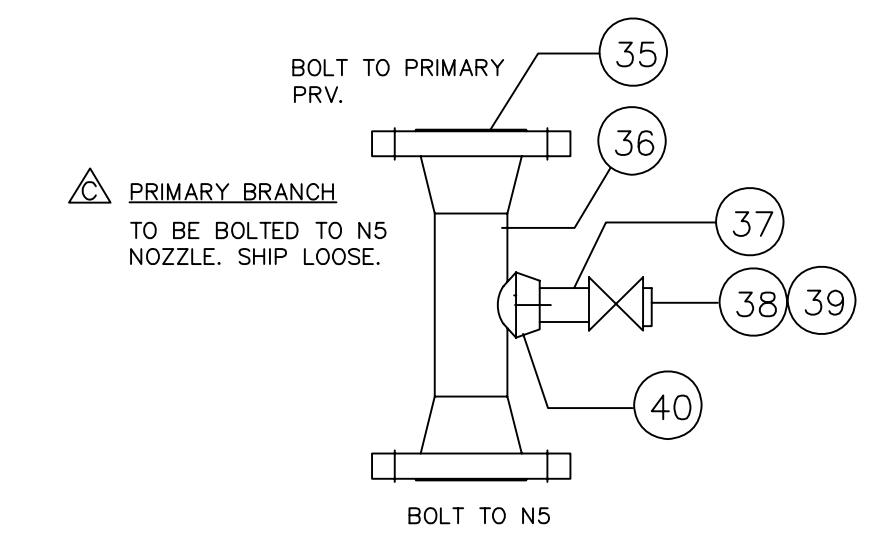 35
BOLT TO PRIMARY
PRV.
36
C PRIMARY BRANCH
TO BE BOLTED TO N5
NOZZLE. SHIP LOOSE.
37
38 39
40
BOLT TO N5